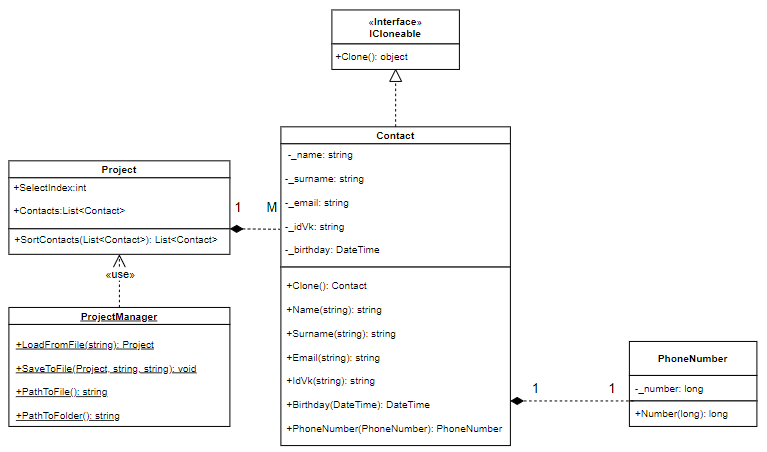 «Interface»
ICloneable
+Clone(): object
Contact
-_name: string
-_surname: string
-_email: string
-_idVk: string
-_birthday: DateTime
+Clone(): Contact
+Name(string): string
+Surname(string): string
+Email(string): string
+IdVk(string): string
+Birthday(DateTime): DateTime
+PhoneNumber(PhoneNumber): PhoneNumber
Project
+SelectIndex:int
+Contacts:List<Contact>
+SortContacts(List<Contact>): List<Contact>
1
M
«use»
ProjectManager
+LoadFromFile(string): Project
+SaveToFile(Project, string, string): void
+PathToFile(): string
+PathToFolder(): string
1
1
PhoneNumber
-_number: long
+Number(long): long